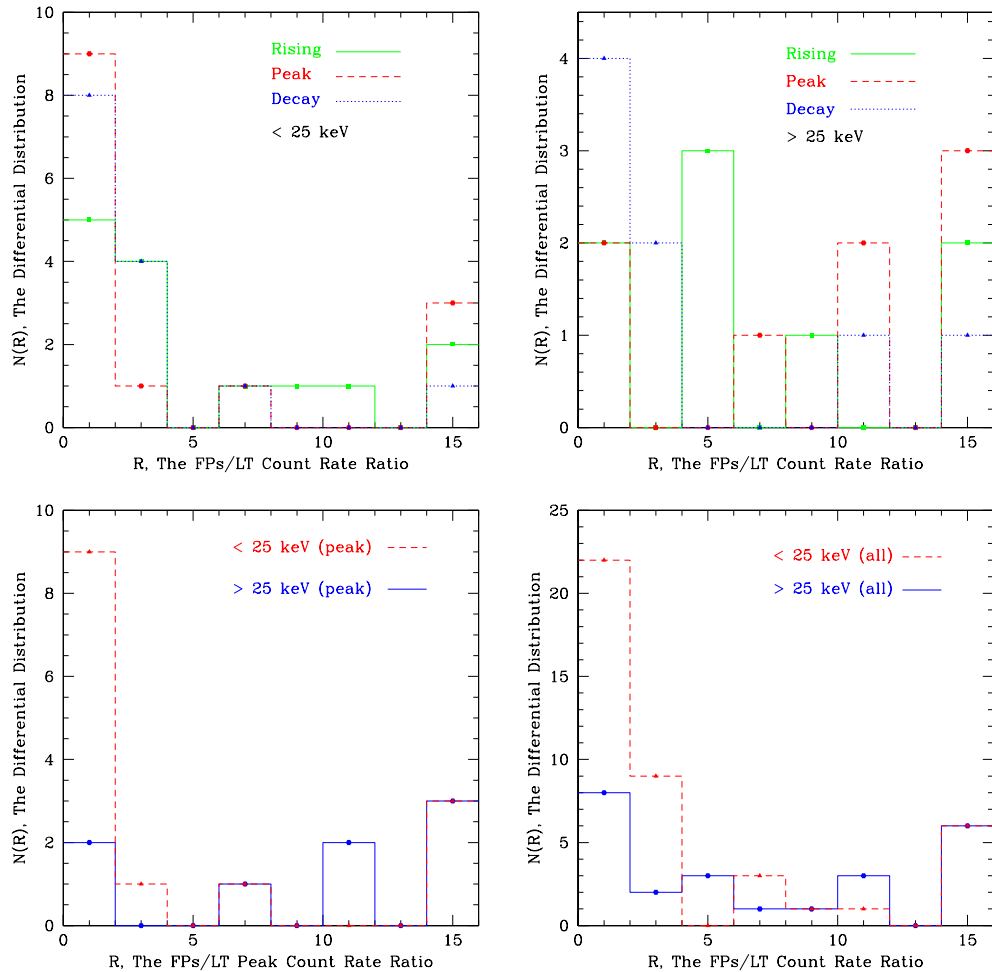 N(R), The Differential Distribution
10
8
6
4
2
0
Rising
Peak
Decay
< 25 keV
0 5 10 15
R, The FPs/LT Count Rate Ratio
N(R), The Differential Distribution
4
3
2
1
0
Rising
Peak
Decay
> 25 keV
0 5 10 15
R, The FPs/LT Count Rate Ratio
N(R), The Differential Distribution
10
8
6
4
2
0
< 25 keV (peak)
> 25 keV (peak)
0 5 10 15
R, The FPs/LT Peak Count Rate Ratio
N(R), The Differential Distribution
25
20
15
10
5
0
< 25 keV (all)
> 25 keV (all)
0 5 10 15
R, The FPs/LT Count Rate Ratio